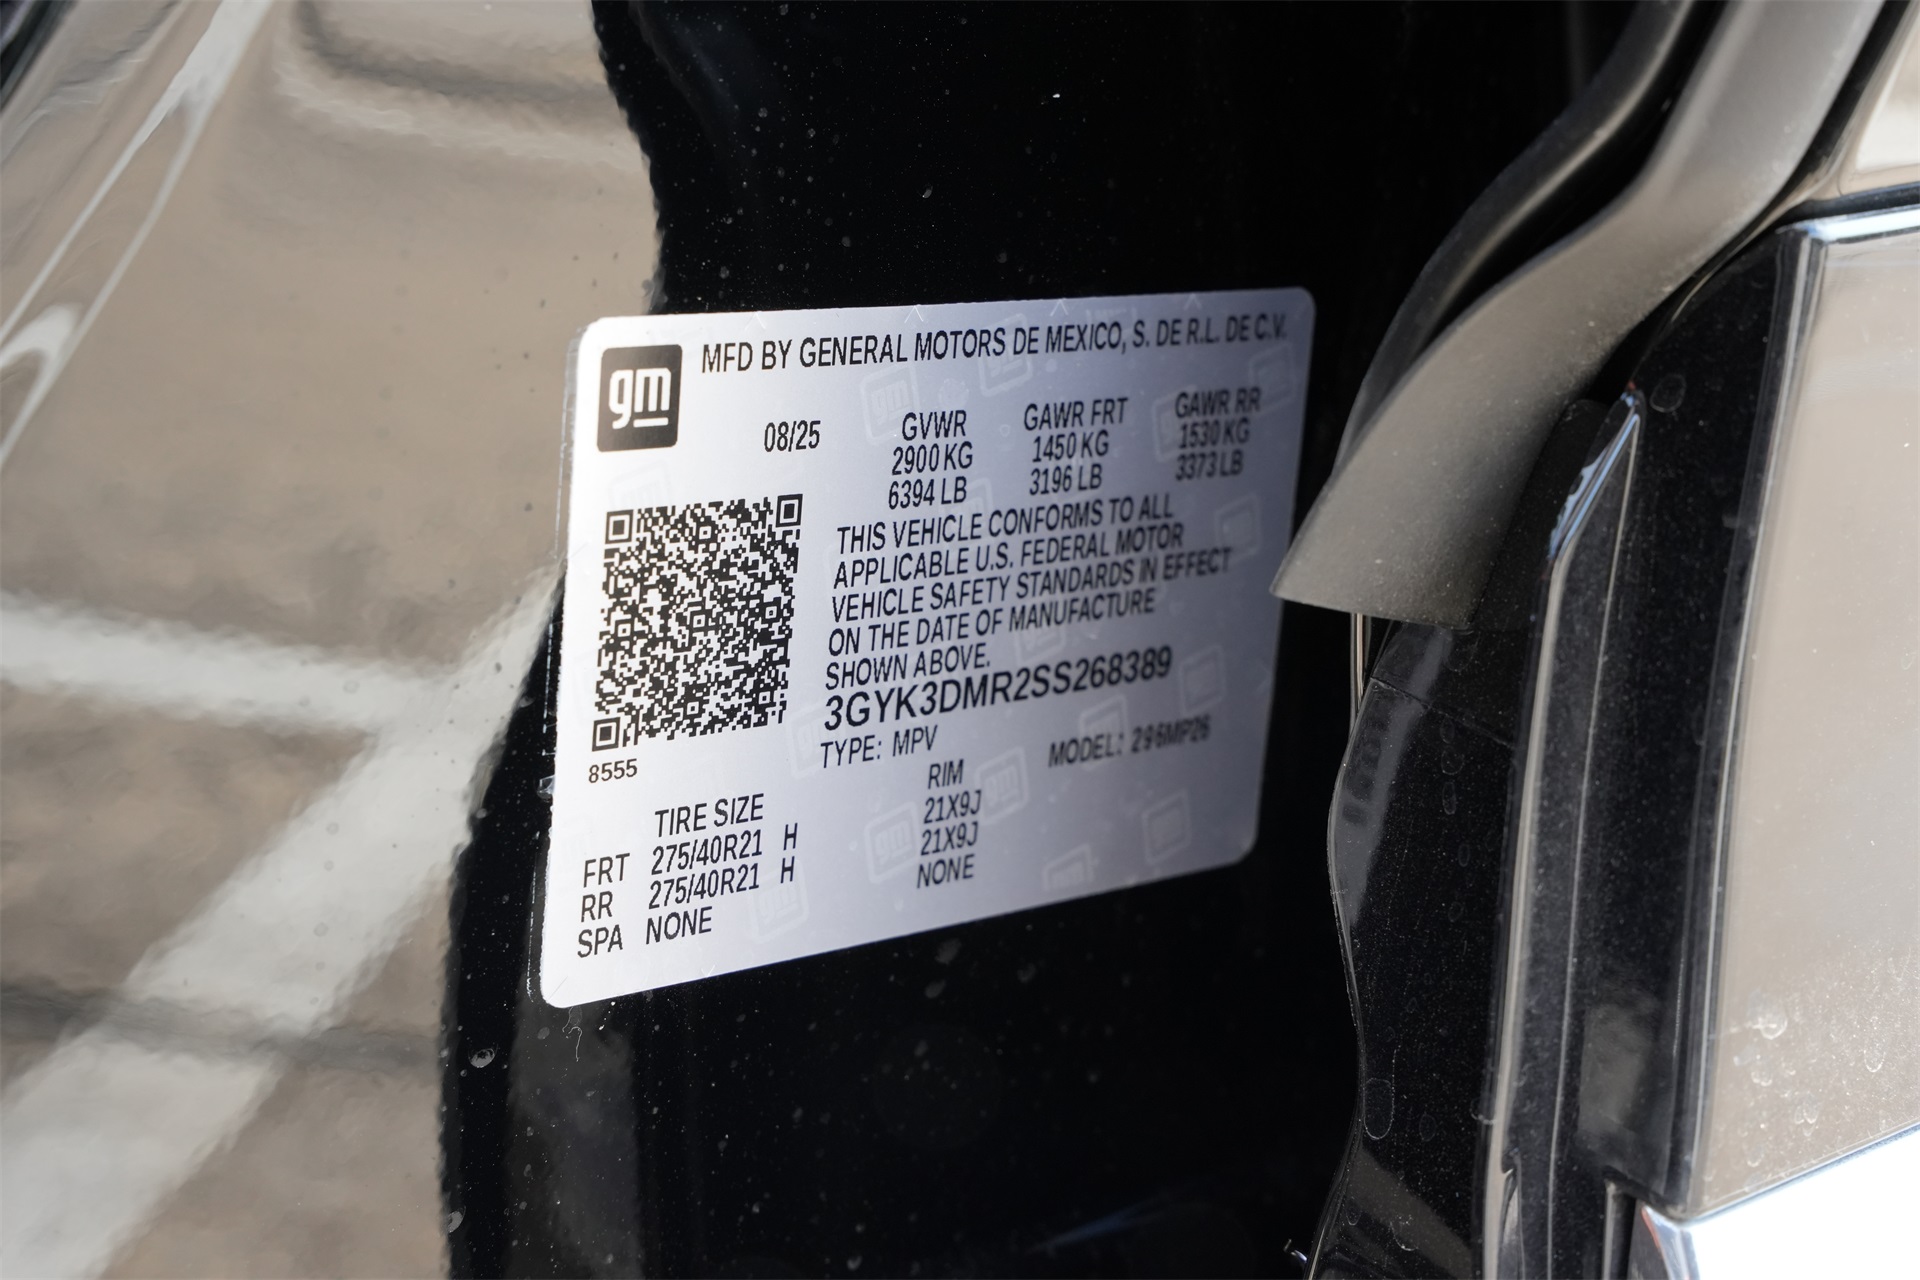 gm
MFD BY GENERAL MOTORS DE MEXICO, S. DE R.L. DE C.V.
08/25
GVWR GAWR FRT GAWR RR
2900 KG 1450 KG 1530 KG
6394 LB 3196 LB 3373 LB
THIS VEHICLE CONFORMS TO ALL
APPLICABLE U.S. FEDERAL MOTOR
VEHICLE SAFETY STANDARDS IN EFFECT
ON THE DATE OF MANUFACTURE
SHOWN ABOVE.
3GYK3DMR2SS268389
TYPE: MPV MODEL: 296MP26
8555
TIRE SIZE RIM
FRT 275/40R21 H 21X9J
RR 275/40R21 H 21X9J
SPA NONE NONE